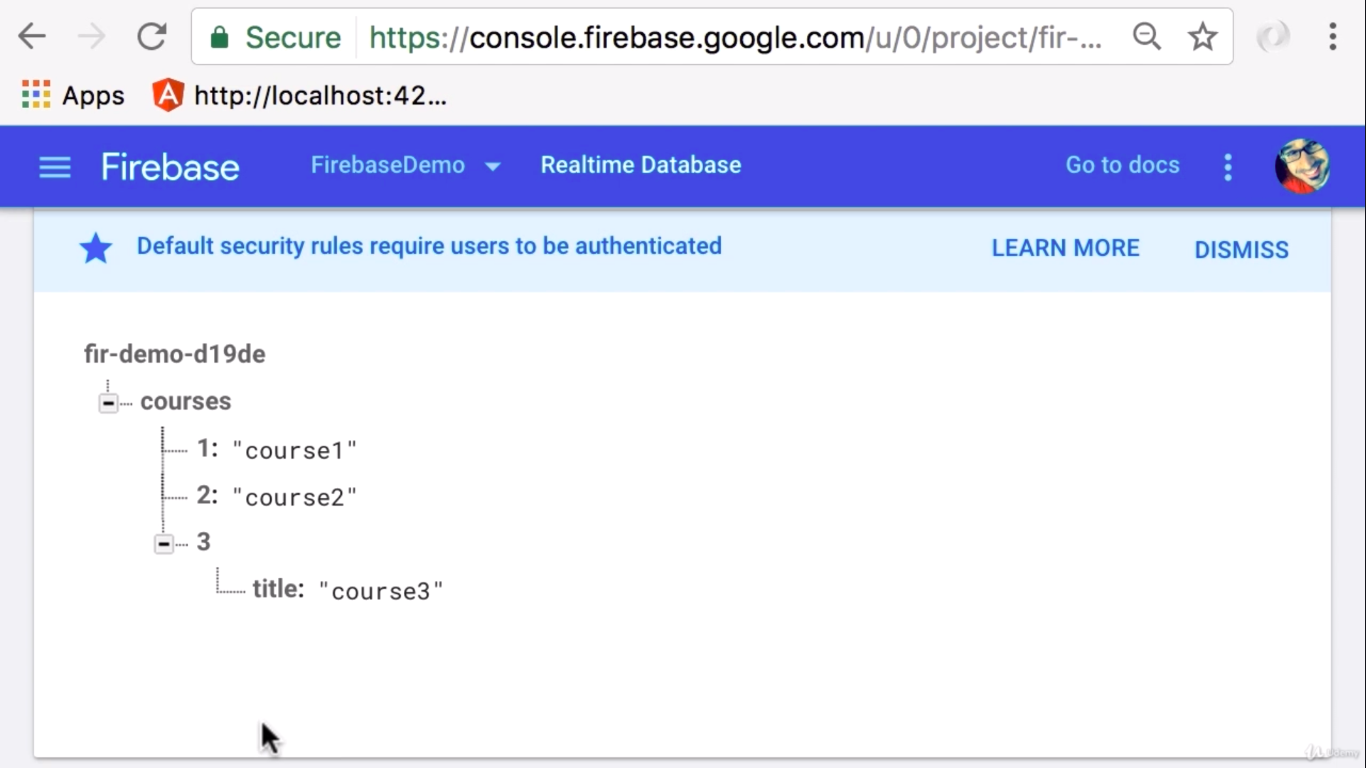 Secure https://console.firebase.google.com/u/0/project/fir-...
Apps http://localhost:42...
Firebase FirebaseDemo Realtime Database Go to docs
Default security rules require users to be authenticated LEARN MORE DISMISS
fir-demo-d19de
courses
1: "course1"
2: "course2"
3
title: "course3"
Udemy